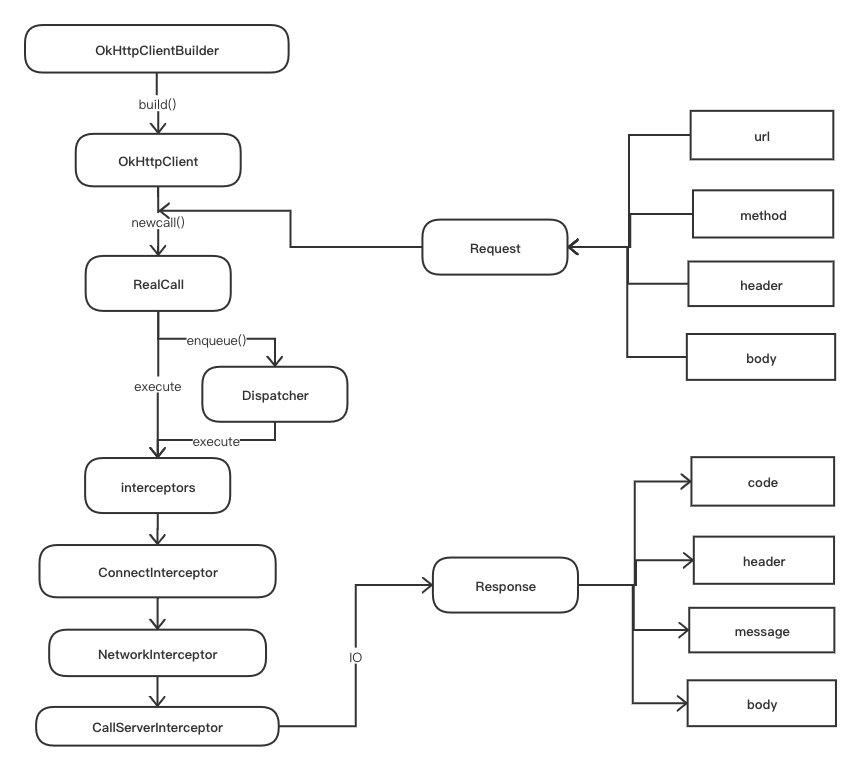 OkHttpClientBuilder
build()
OkHttpClient
newcall()
RealCall
enqueue()
execute
Dispatcher
execute
interceptors
ConnectInterceptor
NetworkInterceptor
CallServerInterceptor
Request
url
method
header
body
IO
Response
code
header
message
body